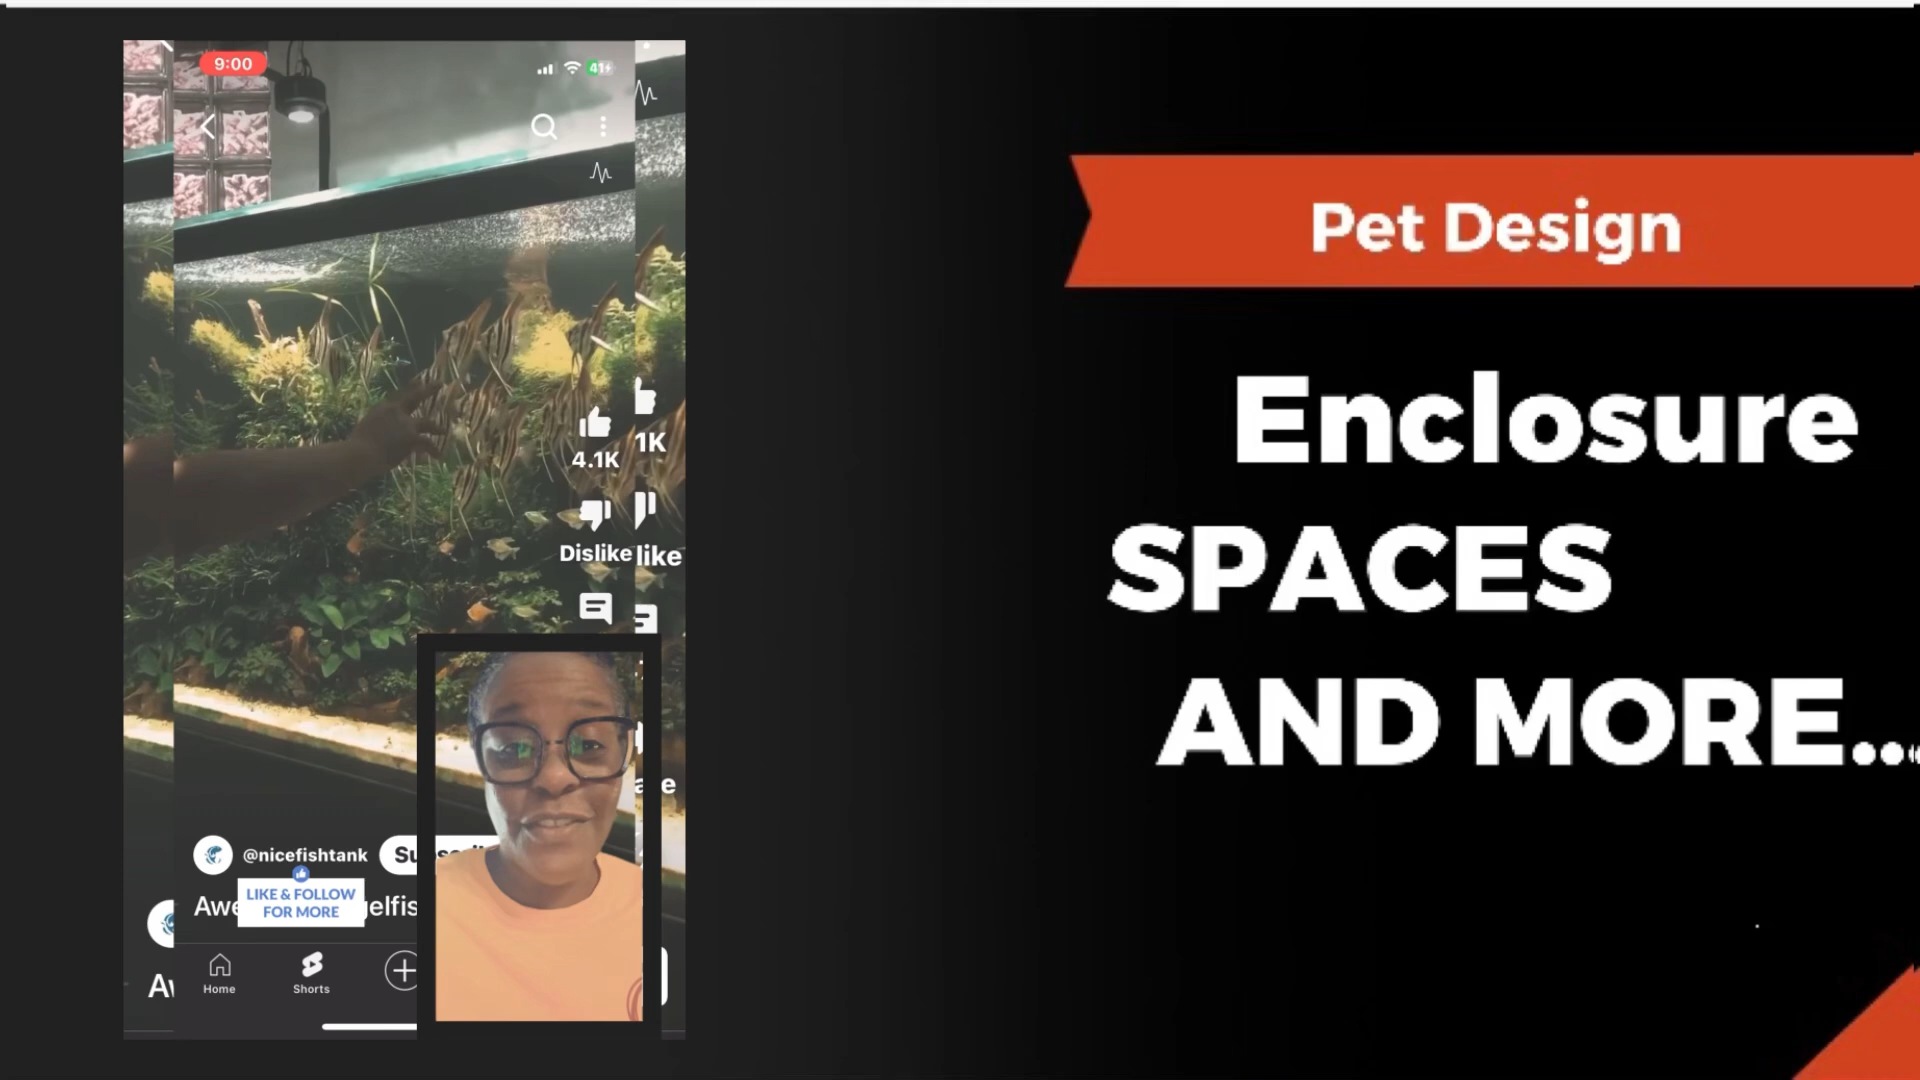 9:00
41
4.1K
1K
Dislike
like
@nicefishtank
LIKE & FOLLOW
FOR MORE
Home
Shorts
Pet Design
Enclosure
SPACES
AND MORE...